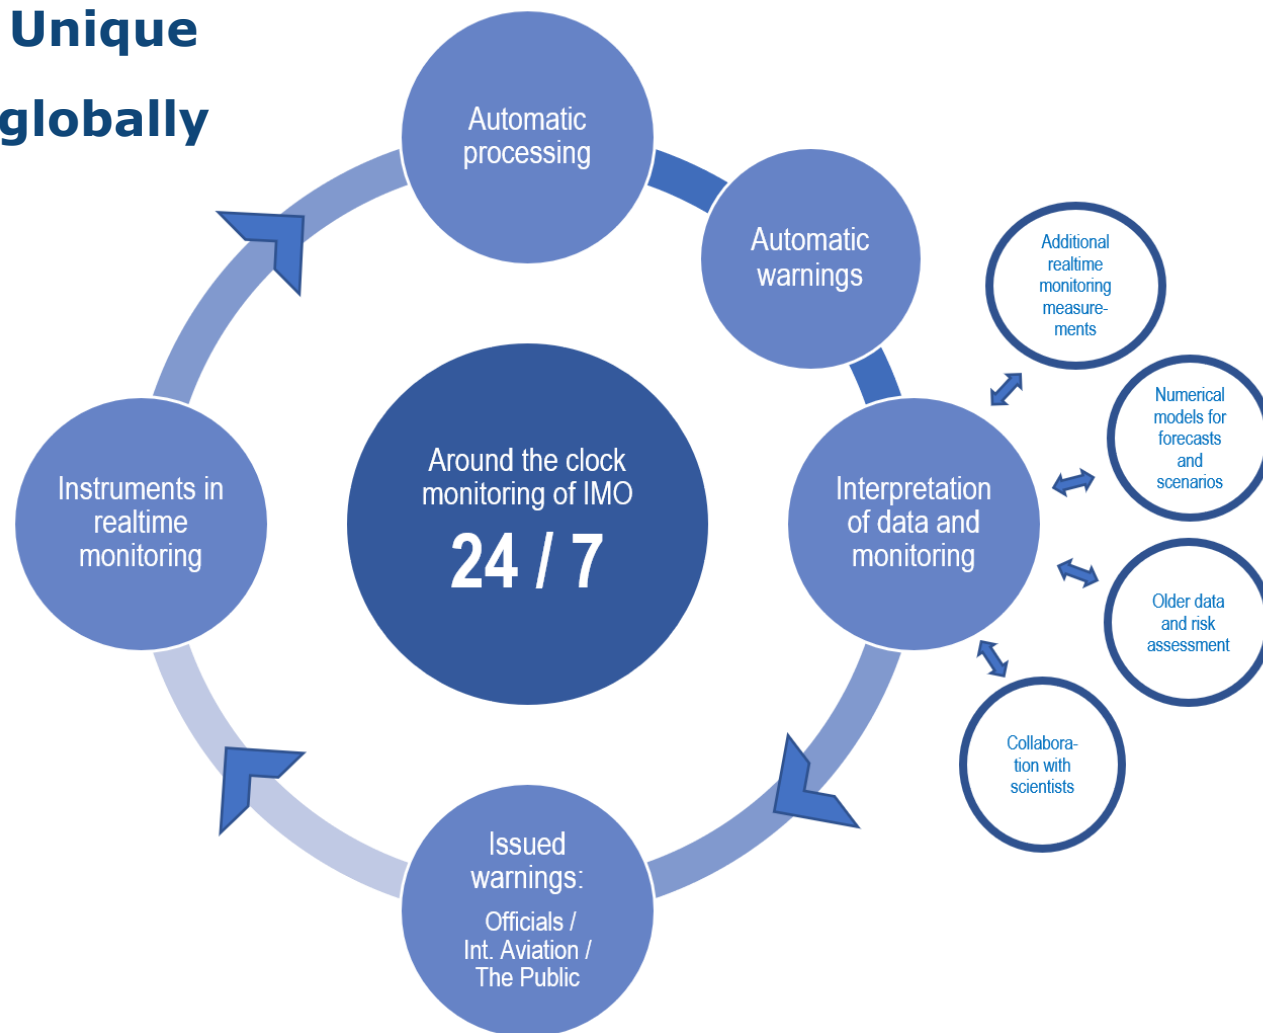 Unique
globally
Automatic
processing
Automatic
warnings
Additional
realtime
monitoring
measure-
ments
Numerical
models for
forecasts
and
scenarios
Around the clock
monitoring of IMO
24 / 7
Instruments in
realtime
monitoring
Interpretation
of data and
monitoring
Older data
and risk
assessment
Collabora-
tion with
scientists
Issued
warnings:
Officials /
Int. Aviation /
The Public